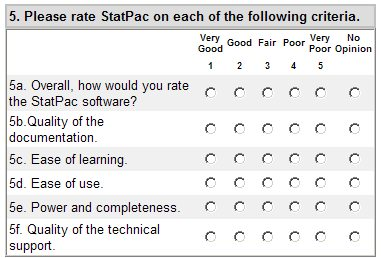 5. Please rate StatPac on each of the following criteria.
Very Good Good Fair Poor Very Poor No Opinion
1 2 3 4 5
5a. Overall, how would you rate
the StatPac software?
5b.Quality of the
documentation.
5c. Ease of learning.
5d. Ease of use.
5e. Power and completeness.
5f. Quality of the technical
support.